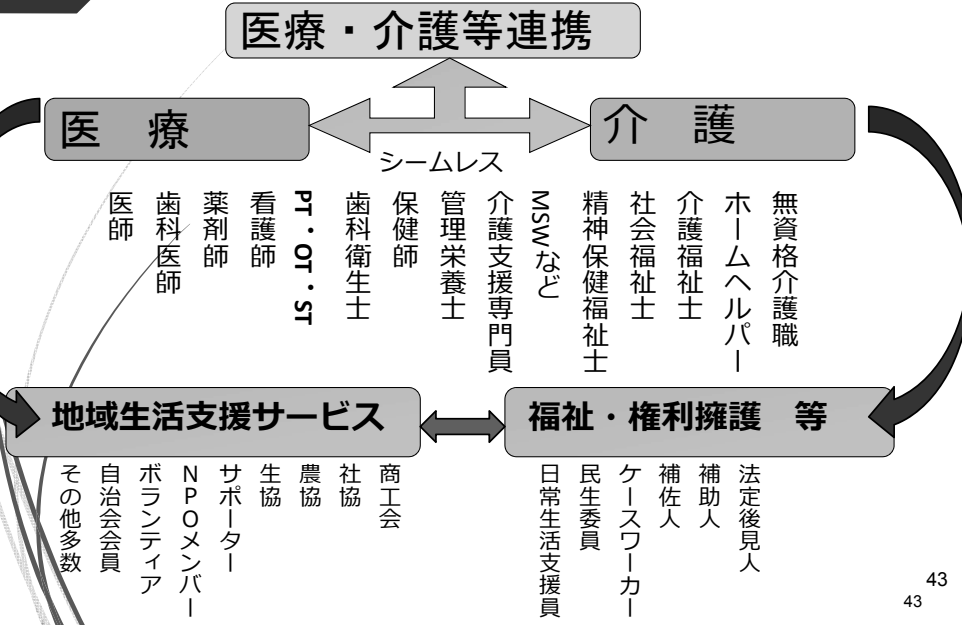 医療・介護等連携
医　療
介　護
シームレス
医師
歯科医師
薬剤師
看護師
PT・OT・ST
歯科衛生士
保健師
管理栄養士
介護支援専門員
MSWなど
精神保健福祉士
社会福祉士
介護福祉士
ホームヘルパー
無資格介護職
地域生活支援サービス
福祉・権利擁護　等
その他多数
自治会会員
ボランティア
NPOメンバー
サポーター
生協
農協
社協
商工会
日常生活支援員
民生委員
ケースワーカー
補佐人
補助人
法定後見人
43
43